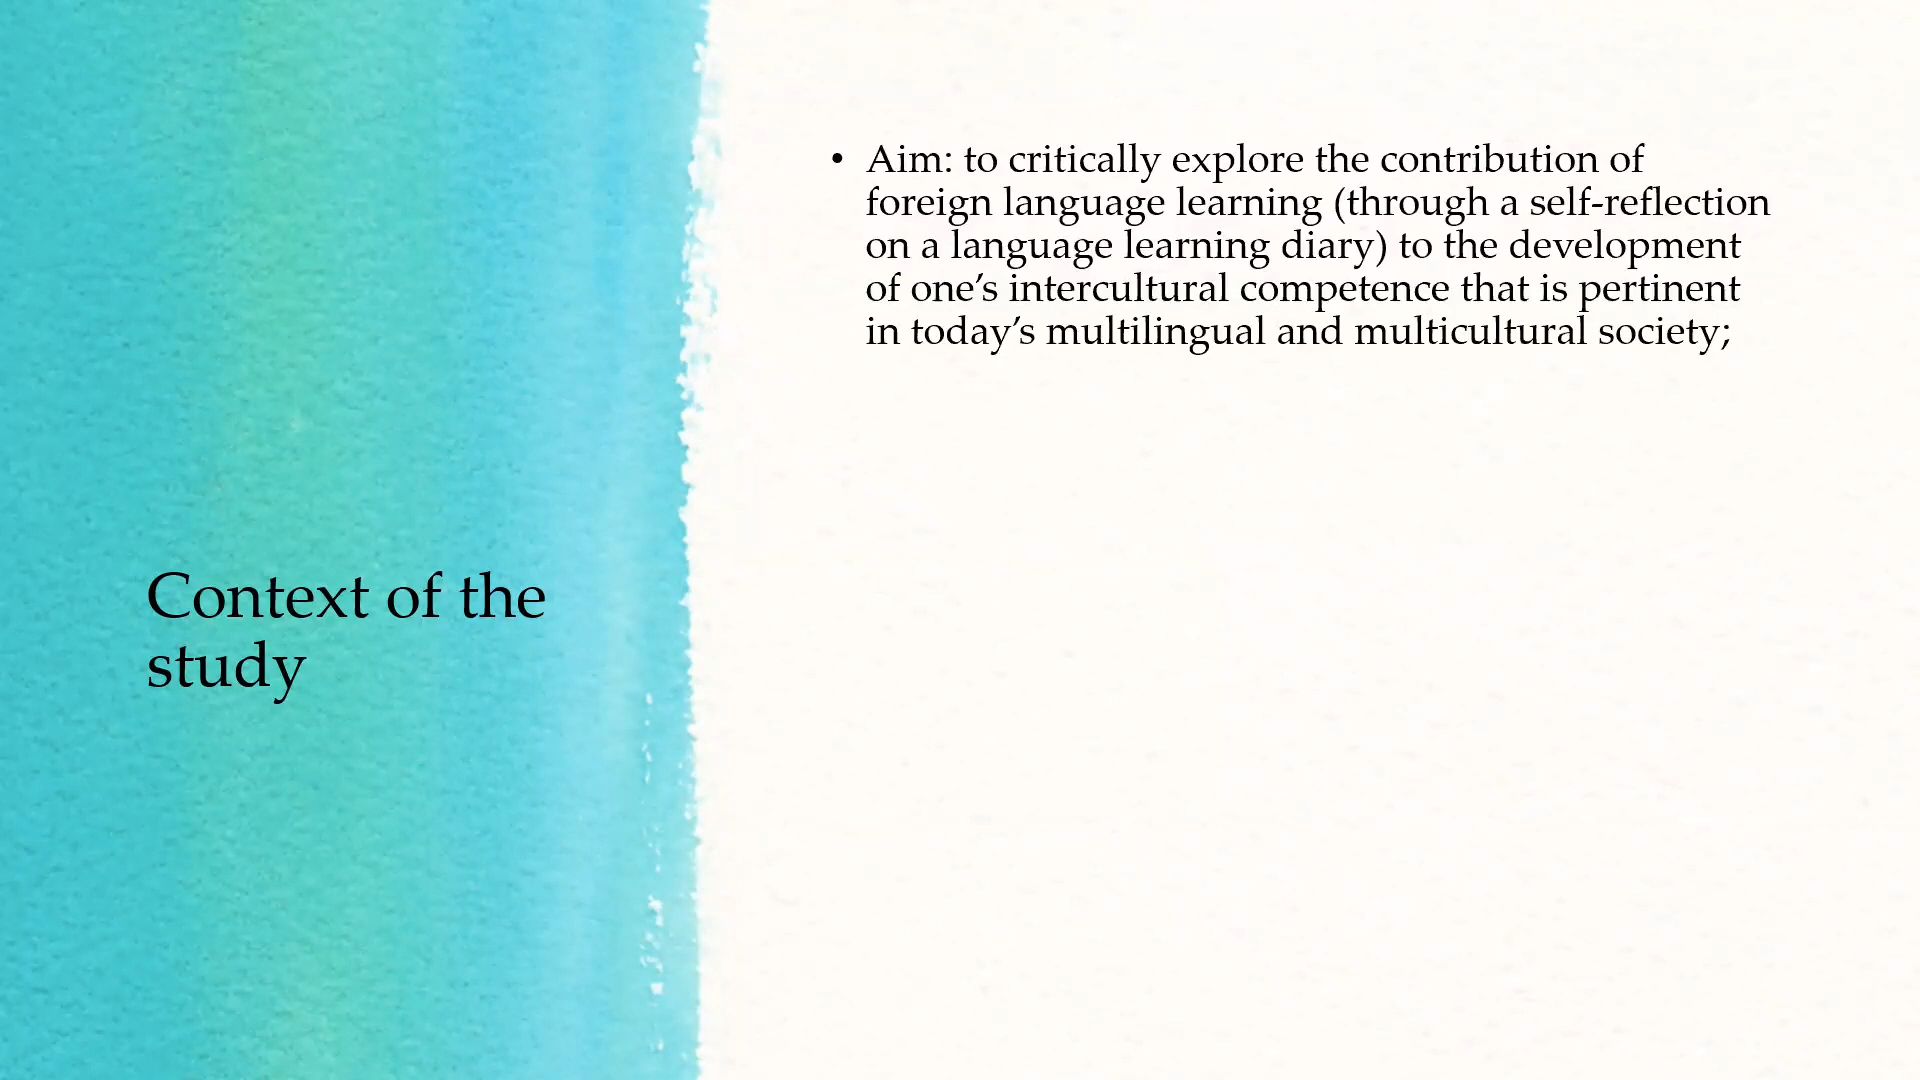 Context of the
study
• Aim: to critically explore the contribution of
foreign language learning (through a self-reflection
on a language learning diary) to the development
of one’s intercultural competence that is pertinent
in today’s multilingual and multicultural society;